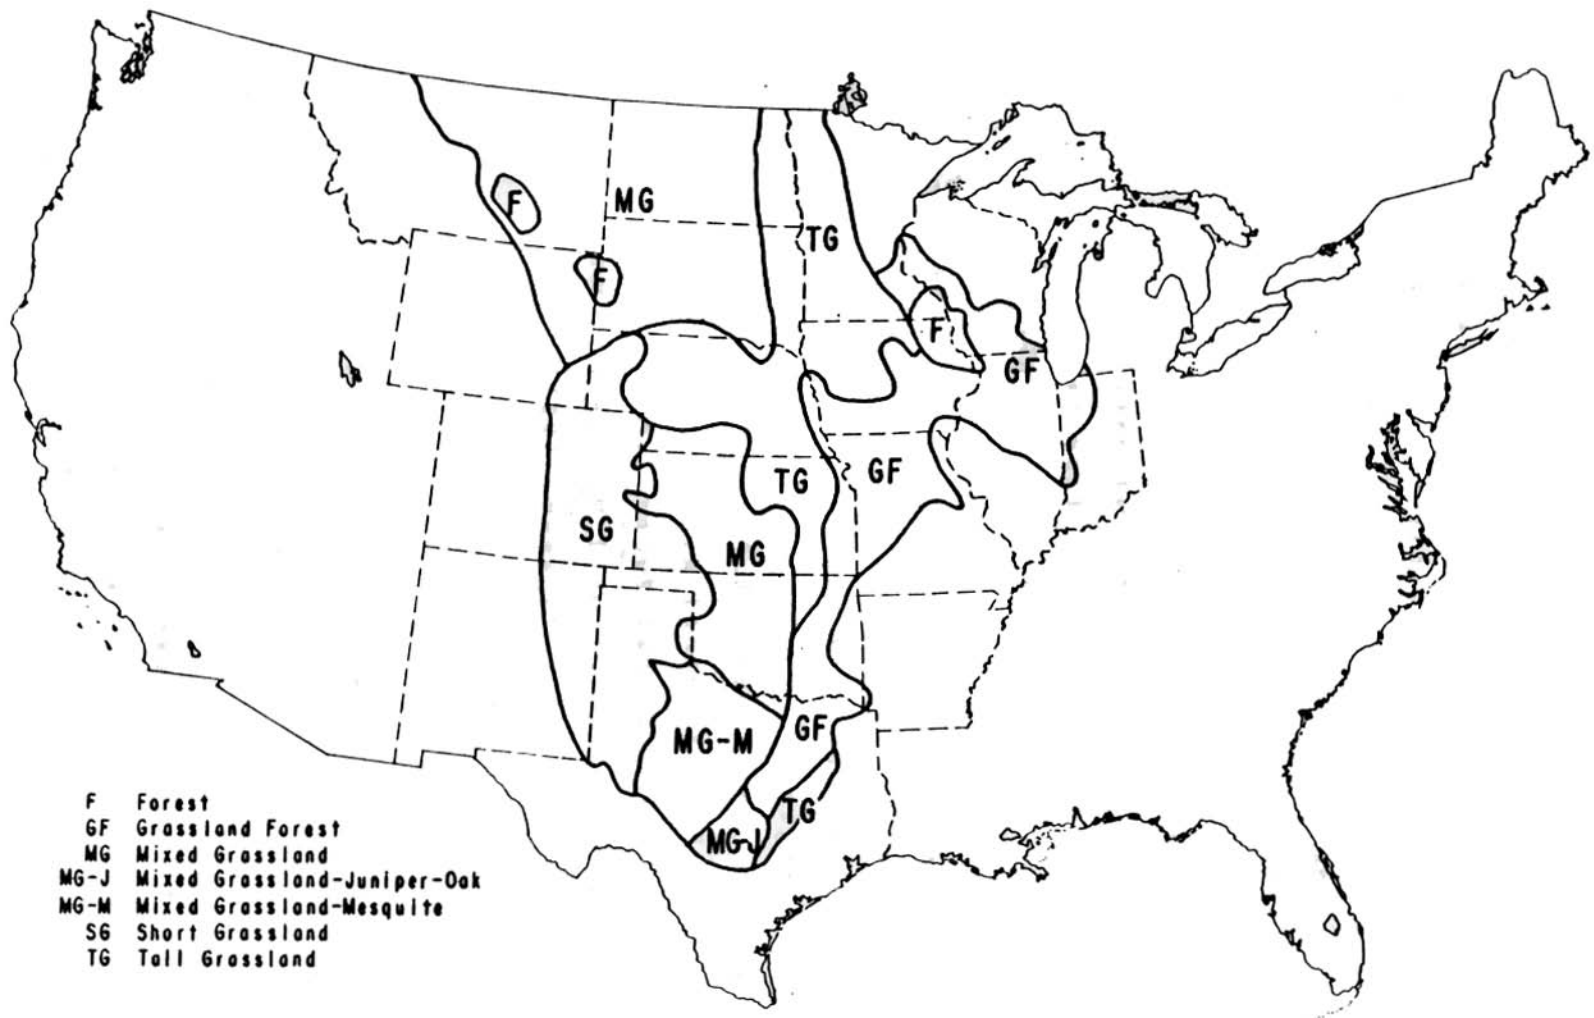 F
MG
TG
F
F
GF
GF
TG
SG
MG
MG-M
GF
TG
MG-J
F Forest
GF Grassland Forest
MG Mixed Grassland
MG-J Mixed Grassland-Juniper-Oak
MG-M Mixed Grassland-Mesquite
SG Short Grassland
TG Tall Grassland